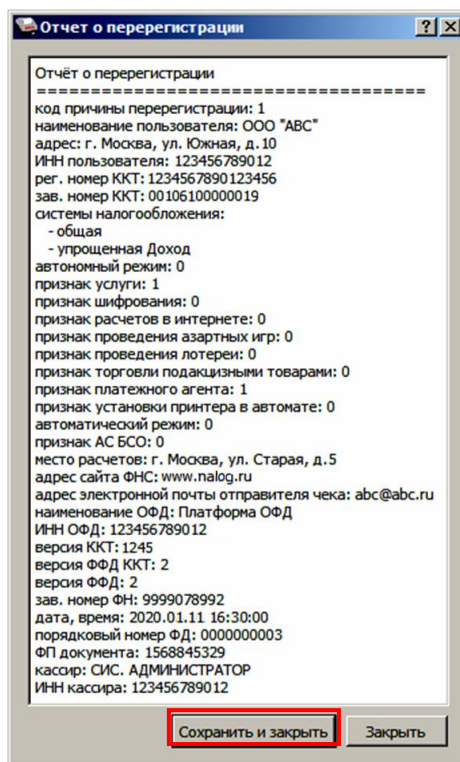 Отчет о перерегистрации
Отчёт о перерегистрации
=====================================
код причины перерегистрации: 1
наименование пользователя: ООО "АВС"
адрес: г. Москва, ул. Южная, д.10
ИНН пользователя: 123456789012
рег. номер ККТ: 1234567890123456
зав. номер ККТ: 00106100000019
системы налогообложения:
- общая
- упрощенная Доход
автономный режим: 0
признак услуги: 1
признак шифрования: 0
признак расчетов в интернете: 0
признак проведения азартных игр: 0
признак проведения лотереи: 0
признак торговли подакцизными товарами: 0
признак платежного агента: 1
признак установки принтера в автомате: 0
автоматический режим: 0
признак АС БСО: 0
место расчетов: г. Москва, ул. Старая, д.5
адрес сайта ФНС: www.nalog.ru
адрес электронной почты отправителя чека: abc@abc.ru
наименование ОФД: Платформа ОФД
ИНН ОФД: 123456789012
версия ККТ: 1245
версия ФФД ККТ: 2
версия ФФД: 2
зав. номер ФН: 9999078992
дата, время: 2020.01.11 16:30:00
порядковый номер ФД: 0000000003
ФП документа: 1568845329
кассир: СИС. АДМИНИСТРАТОР
ИНН кассира: 123456789012
Сохранить и закрыть Закрыть